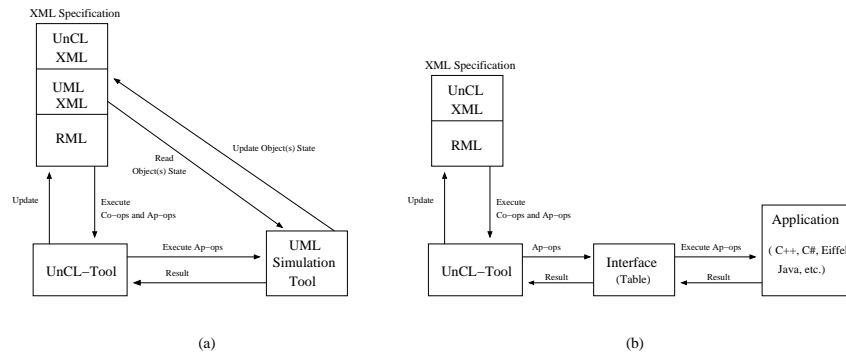 XML Specification
UnCL
XML
UML
XML
RML
Update Object(s) State
Read
Object(s) State
Update
Execute
Co-ops and Ap-ops
UnCL-Tool
Execute Ap-ops
Result
UML
Simulation
Tool
(a)
XML Specification
UnCL
XML
RML
Update
Execute
Co-ops and Ap-ops
UnCL-Tool
Ap-ops
Result
Interface
(Table)
Execute Ap-ops
Result
Application
( C++, C#, Eiffel
Java, etc.)
(b)